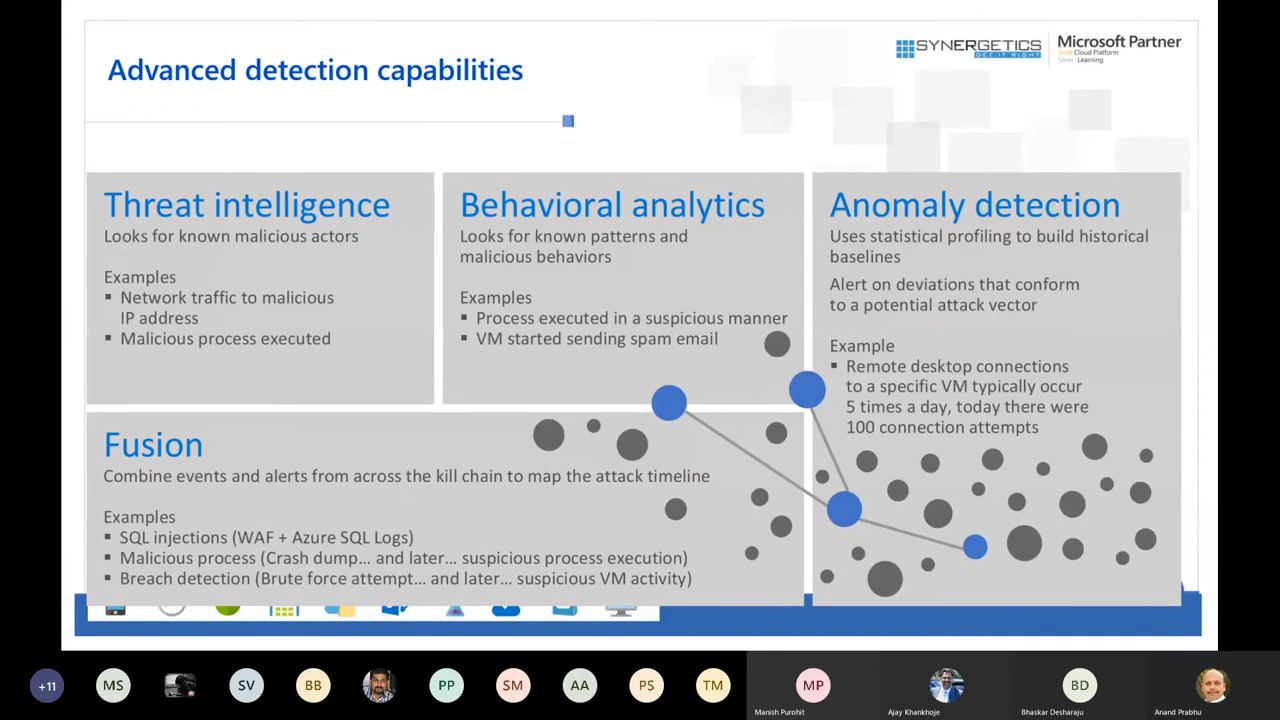 Advanced detection capabilities
SYNERGETICS
GET IT RIGHT
Microsoft Partner
Gold Cloud Platform
Silver Learning
Threat intelligence
Looks for known malicious actors
Examples
▪ Network traffic to malicious
IP address
▪ Malicious process executed
Behavioral analytics
Looks for known patterns and
malicious behaviors
Examples
▪ Process executed in a suspicious manner
▪ VM started sending spam email
Anomaly detection
Uses statistical profiling to build historical
baselines
Alert on deviations that conform
to a potential attack vector
Example
▪ Remote desktop connections
to a specific VM typically occur
5 times a day, today there were
100 connection attempts
Fusion
Combine events and alerts from across the kill chain to map the attack timeline
Examples
▪ SQL injections (WAF + Azure SQL Logs)
▪ Malicious process (Crash dump... and later... suspicious process execution)
▪ Breach detection (Brute force attempt... and later... suspicious VM activity)
+11
MS
SV
BB
PP
SM
AA
PS
TM
MP
BD
Manish Purohit
Ajay Khankhoje
Bhaskar Desharaju
Anand Prabhu